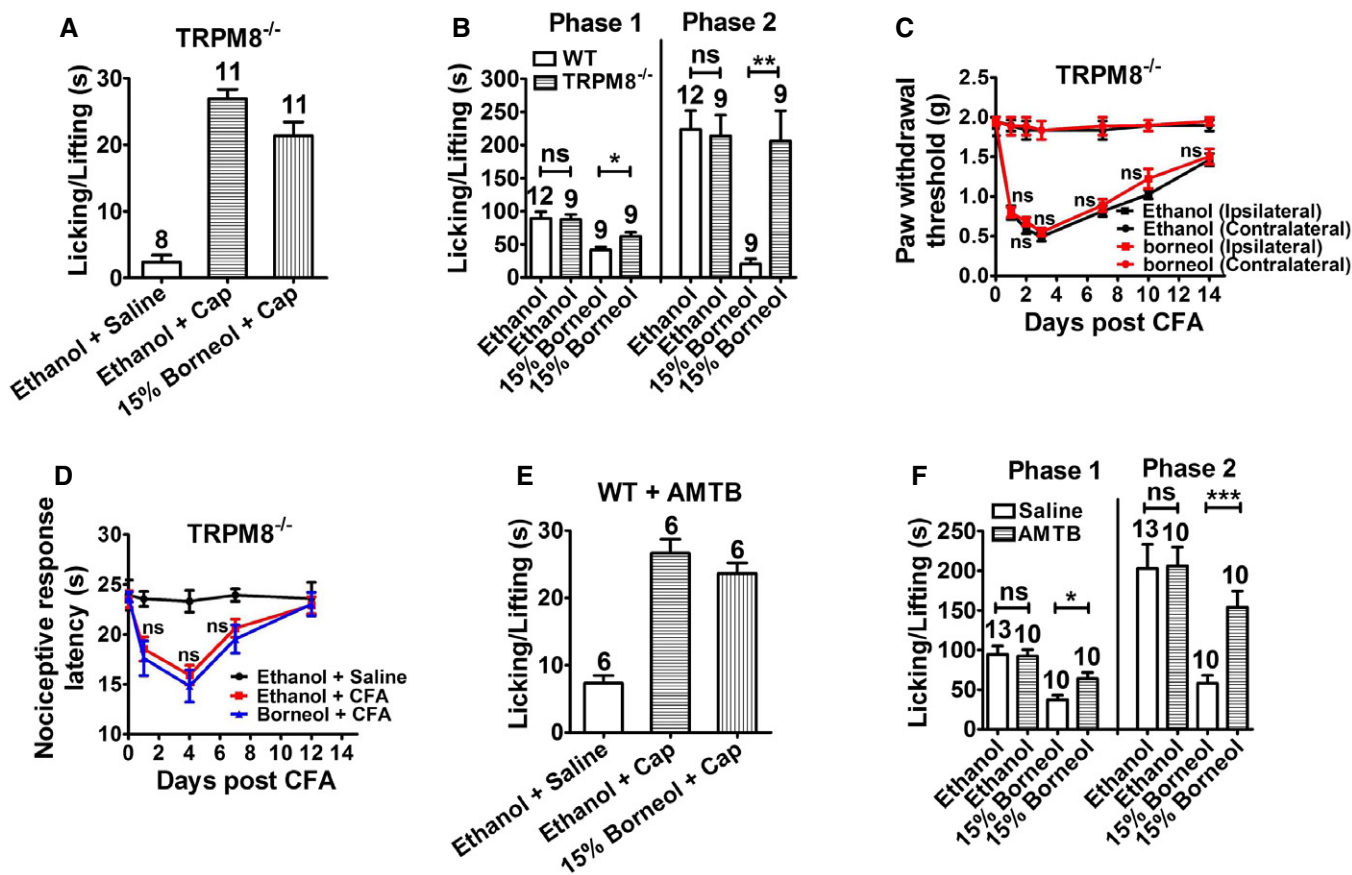 A
TRPM8-/-
Licking/Lifting (s)
30
20
10
0
8
11
11
Ethanol + Saline
Ethanol + Cap
15% Borneol + Cap
B
Phase 1
Phase 2
Licking/Lifting (s)
300
250
200
150
100
50
0
WT
TRPM8-/-
ns
*
ns
**
12
9
9
9
12
9
9
9
Ethanol
Ethanol
15% Borneol
15% Borneol
Ethanol
Ethanol
15% Borneol
15% Borneol
C
TRPM8-/-
Paw withdrawal
threshold (g)
2.5
2.0
1.5
1.0
0.5
0.0
ns
ns
ns
ns
ns
ns
Ethanol (Ipsilateral)
Ethanol (Contralateral)
borneol (Ipsilateral)
borneol (Contralateral)
0 2 4 6 8 10 12 14
Days post CFA
D
TRPM8-/-
Nociceptive response
latency (s)
30
25
20
15
10
ns
ns
ns
Ethanol + Saline
Ethanol + CFA
Borneol + CFA
0 2 4 6 8 10 12 14
Days post CFA
E
WT + AMTB
Licking/Lifting (s)
30
20
10
0
6
6
6
Ethanol + Saline
Ethanol + Cap
15% Borneol + Cap
F
Phase 1
Phase 2
Licking/Lifting (s)
250
200
150
100
50
0
Saline
AMTB
ns
*
ns
***
13
10
10
10
13
10
10
10
Ethanol
Ethanol
15% Borneol
15% Borneol
Ethanol
Ethanol
15% Borneol
15% Borneol